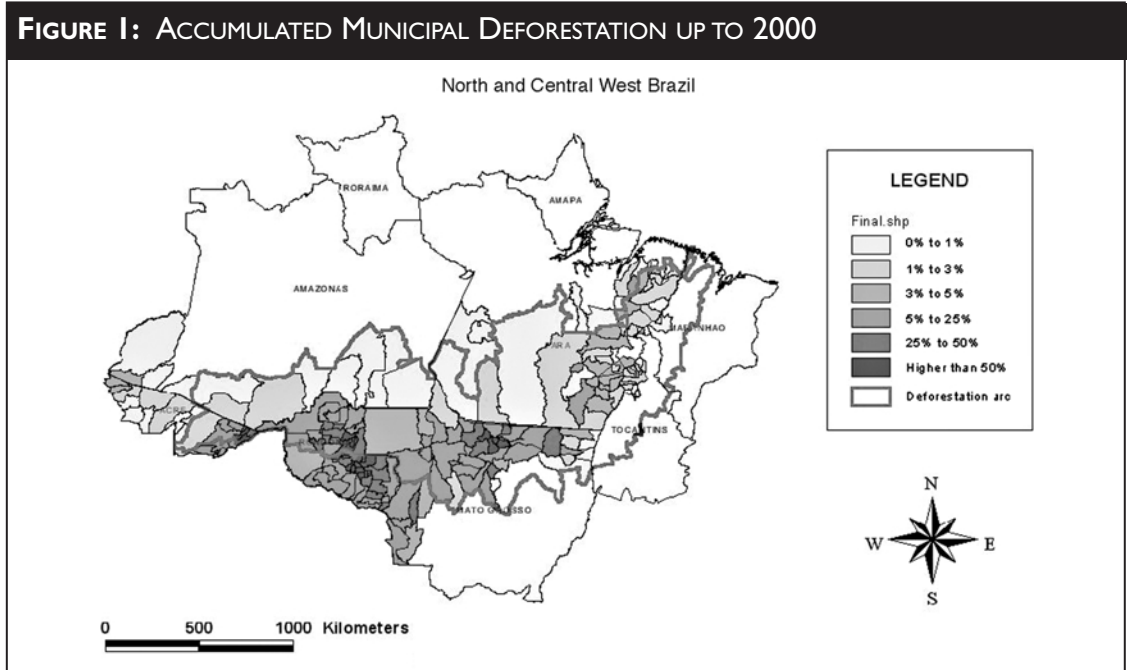 FIGURE 1: ACCUMULATED MUNICIPAL DEFORESTATION UP TO 2000
North and Central West Brazil
RORAIMA
AMAPA
AMAZONAS
MARANHAO
PARA
ACRE
TOCANTINS
MATO GROSSO
LEGEND
Final.shp
0% to 1%
1% to 3%
3% to 5%
5% to 25%
25% to 50%
Higher than 50%
Deforestation arc
N
W E
S
0 500 1000 Kilometers